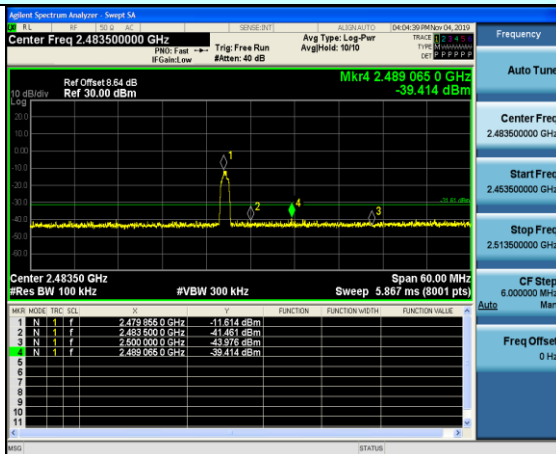 Agilent Spectrum Analyzer - Swept SA
RL RF 50 Ω AC SENSE:INT ALIGN AUTO 04:04:39 PM Nov 04, 2019
Center Freq 2.483500000 GHz
PNO: Fast
IFGain:Low
Trig: Free Run
#Atten: 40 dB
Avg Type: Log-Pwr
Avg|Hold: 10/10
TRACE 1 2 3 4 5 6
TYPE M
DET P P P P P P
Ref Offset 8.64 dB
Ref 30.00 dBm
10 dB/div
Log
Mkr4 2.489 065 0 GHz
-39.414 dBm
20.0
10.0
0.00
-10.0
-20.0
-30.0
-40.0
-50.0
-60.0
1
2
4
3
Center 2.48350 GHz
Span 60.00 MHz
#Res BW 100 kHz
#VBW 300 kHz
Sweep 5.867 ms (8001 pts)
MKR MODE TRC SCL X Y FUNCTION FUNCTION WIDTH FUNCTION VALUE
1 N 1 f 2.479 855 0 GHz -11.614 dBm
2 N 1 f 2.483 500 0 GHz -41.461 dBm
3 N 1 f 2.500 000 0 GHz -43.976 dBm
4 N 1 f 2.489 065 0 GHz -39.414 dBm
5
6
7
8
9
10
11
MSG
STATUS
Frequency
Auto Tune
Center Freq
2.483500000 GHz
Start Freq
2.453500000 GHz
Stop Freq
2.513500000 GHz
CF Step
6.000000 MHz
Auto Man
Freq Offset
0 Hz